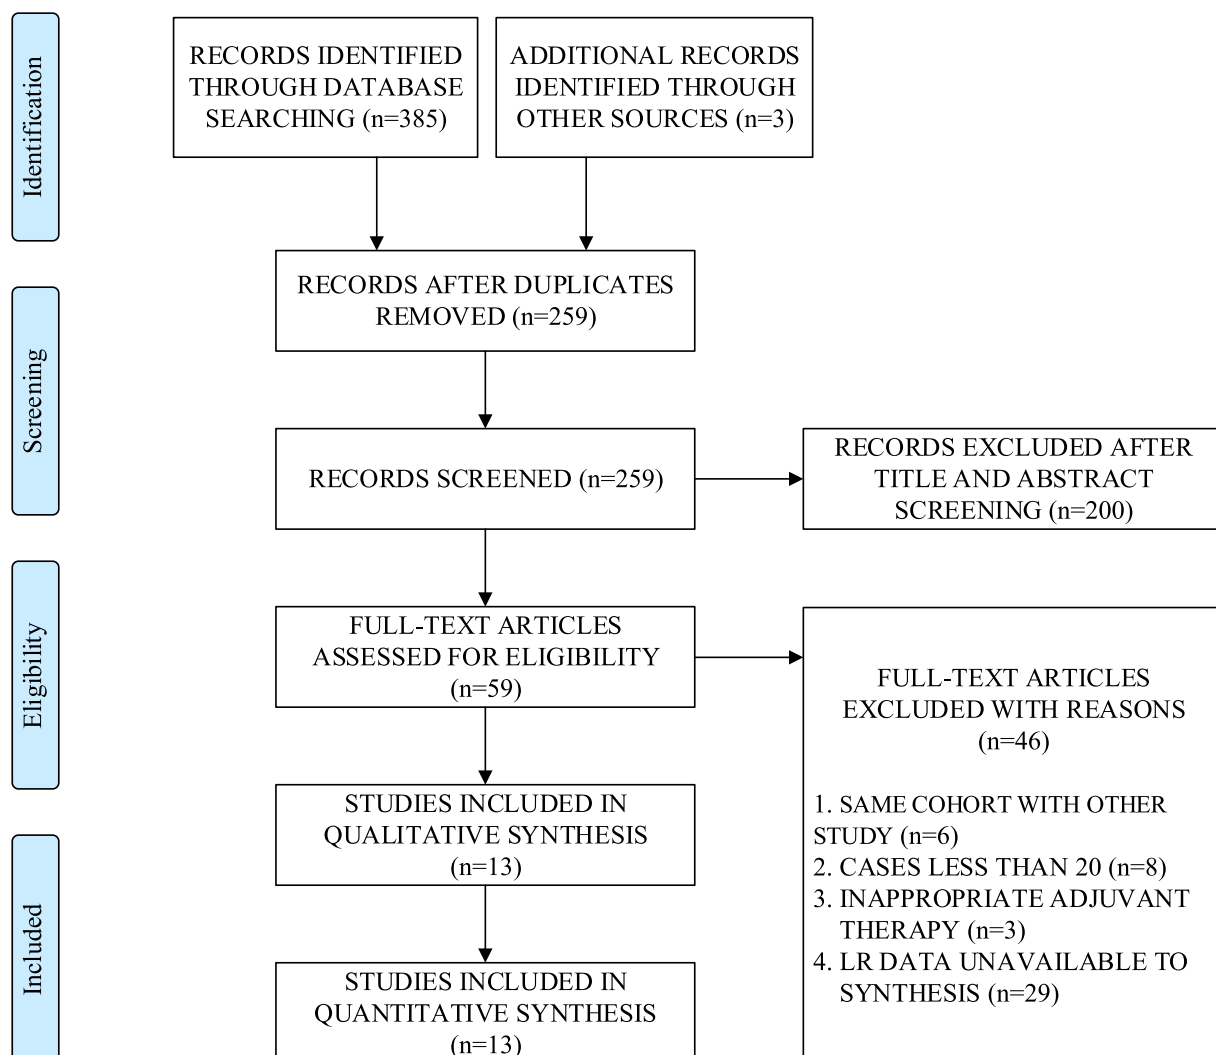 Identification
RECORDS IDENTIFIED
THROUGH DATABASE
SEARCHING (n=385)
ADDITIONAL RECORDS
IDENTIFIED THROUGH
OTHER SOURCES (n=3)
RECORDS AFTER DUPLICATES
REMOVED (n=259)
Screening
RECORDS SCREENED (n=259)
RECORDS EXCLUDED AFTER
TITLE AND ABSTRACT
SCREENING (n=200)
Eligibility
FULL-TEXT ARTICLES
ASSESSED FOR ELIGIBILITY
(n=59)
FULL-TEXT ARTICLES
EXCLUDED WITH REASONS
(n=46)
1. SAME COHORT WITH OTHER
STUDY (n=6)
2. CASES LESS THAN 20 (n=8)
3. INAPPROPRIATE ADJUVANT
THERAPY (n=3)
4. LR DATA UNAVAILABLE TO
SYNTHESIS (n=29)
STUDIES INCLUDED IN
QUALITATIVE SYNTHESIS
(n=13)
Included
STUDIES INCLUDED IN
QUANTITATIVE SYNTHESIS
(n=13)